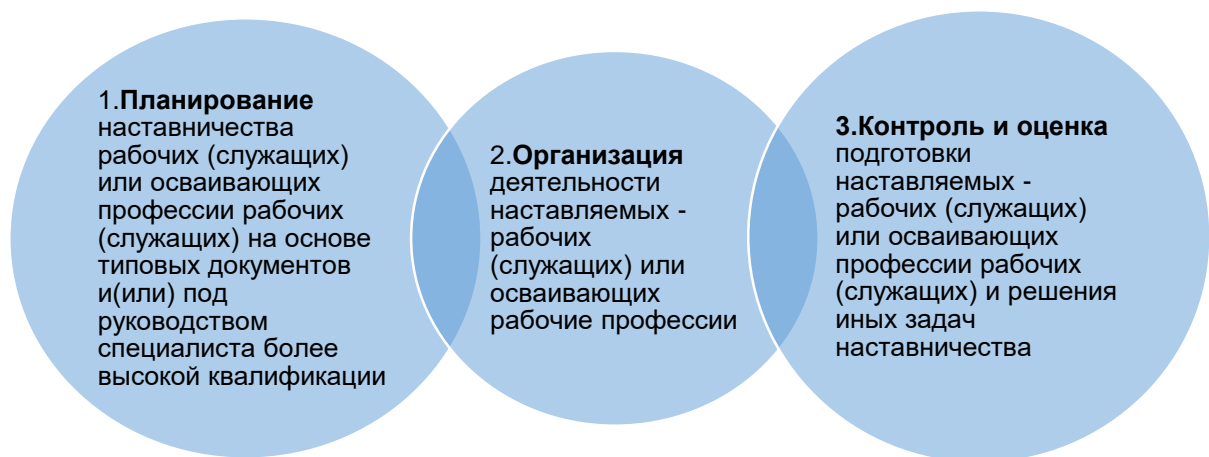 1.Планирование
наставничества
рабочих (служащих)
или осваивающих
профессии рабочих
(служащих) на основе
типовых документов
и(или) под
руководством
специалиста более
высокой квалификации
2.Организация
деятельности
наставляемых -
рабочих
(служащих) или
осваивающих
рабочие профессии
3.Контроль и оценка
подготовки
наставляемых -
рабочих (служащих)
или осваивающих
профессии рабочих
(служащих) и решения
иных задач
наставничества